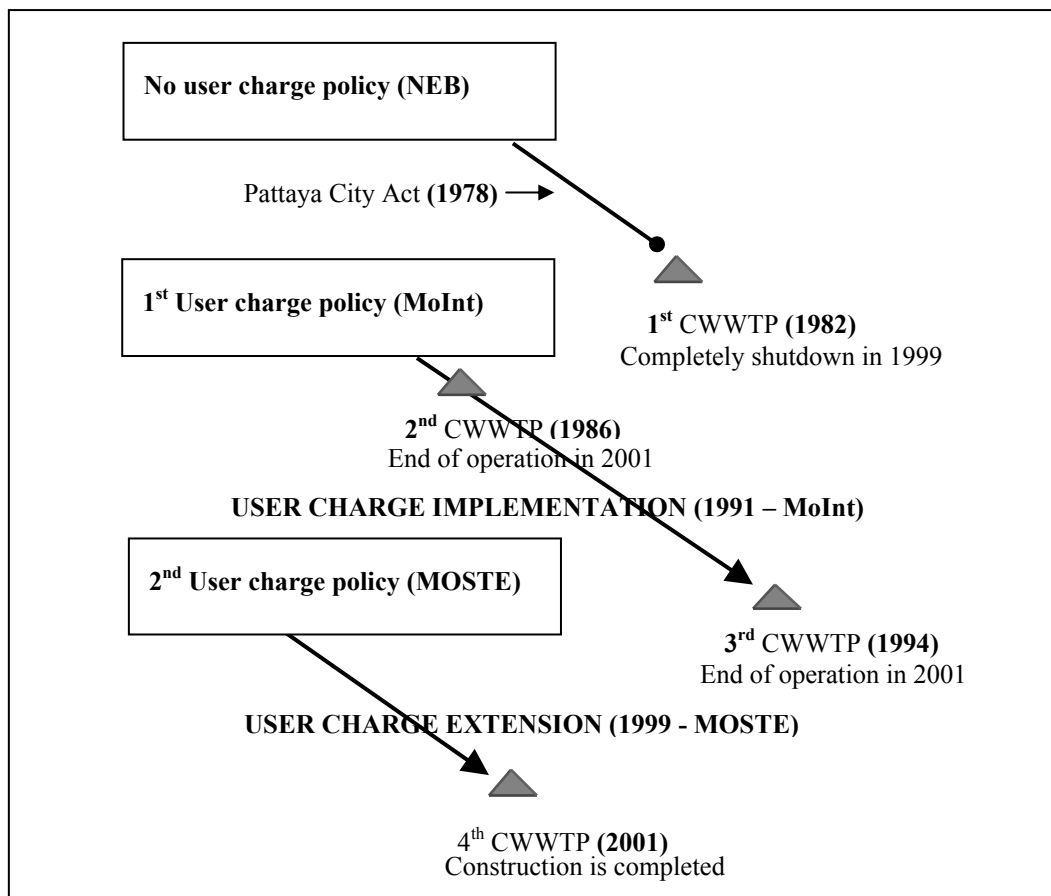 No user charge policy (NEB)
Pattaya City Act (1978)
1st User charge policy (MoInt)
1st CWWTP (1982)
Completely shutdown in 1999
2nd CWWTP (1986)
End of operation in 2001
USER CHARGE IMPLEMENTATION (1991 – MoInt)
2nd User charge policy (MOSTE)
3rd CWWTP (1994)
End of operation in 2001
USER CHARGE EXTENSION (1999 - MOSTE)
4th CWWTP (2001)
Construction is completed